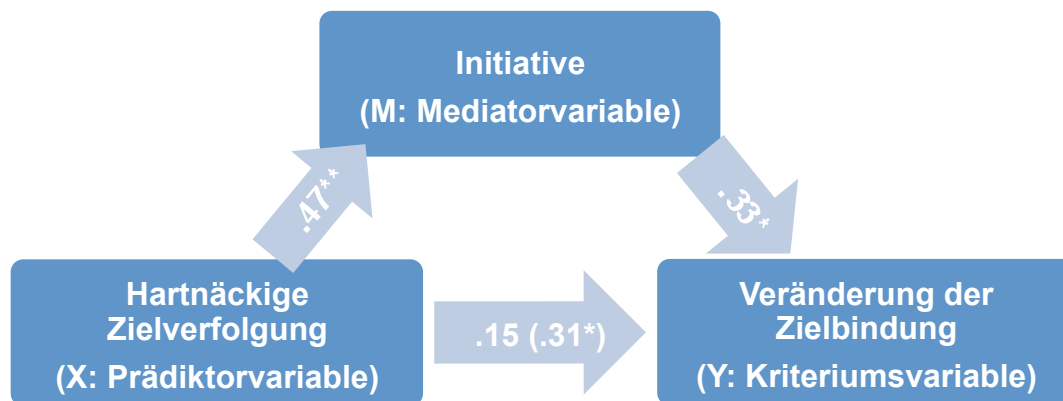 Initiative
(M: Mediatorvariable)
.47**
.33*
Hartnäckige
Zielverfolgung
(X: Prädiktorvariable)
.15 (.31*)
Veränderung der
Zielbindung
(Y: Kriteriumsvariable)